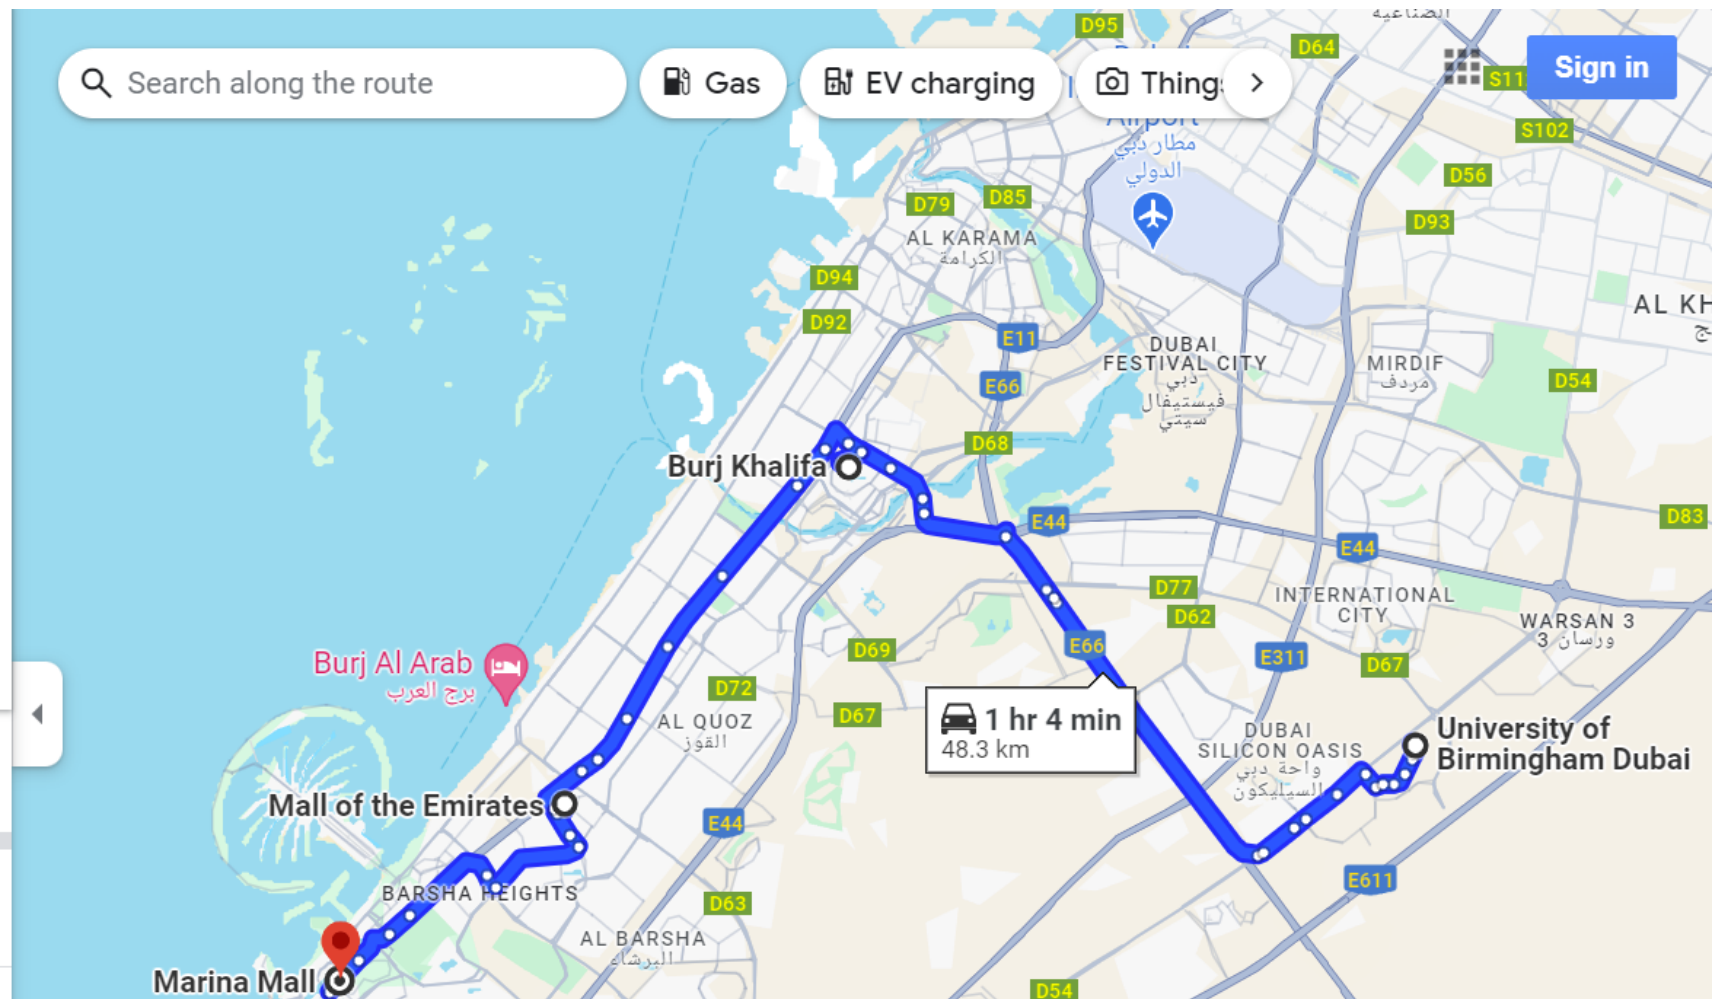 الصناعية
D95
D64
Search along the route
Gas
EV charging
Things
Sign in
S11
S102
Airport
مطار دبي
الدولي
D56
D79
D85
D93
AL KARAMA
الكرامة
D94
D92
AL KH
E11
DUBAI
FESTIVAL CITY
دبي
فيستيفال
سيتي
MIRDIF
مردف
E66
D54
D68
Burj Khalifa
E44
D83
E44
D77
D62
INTERNATIONAL
CITY
WARSAN 3
ورسان 3
E66
D69
E311
D67
Burj Al Arab
برج العرب
D72
D67
AL QUOZ
القوز
1 hr 4 min
48.3 km
DUBAI
SILICON OASIS
واحة دبي
السيليكون
University of
Birmingham Dubai
Mall of the Emirates
E44
E611
BARSHA HEIGHTS
D63
AL BARSHA
البرشاء
Marina Mall
D54